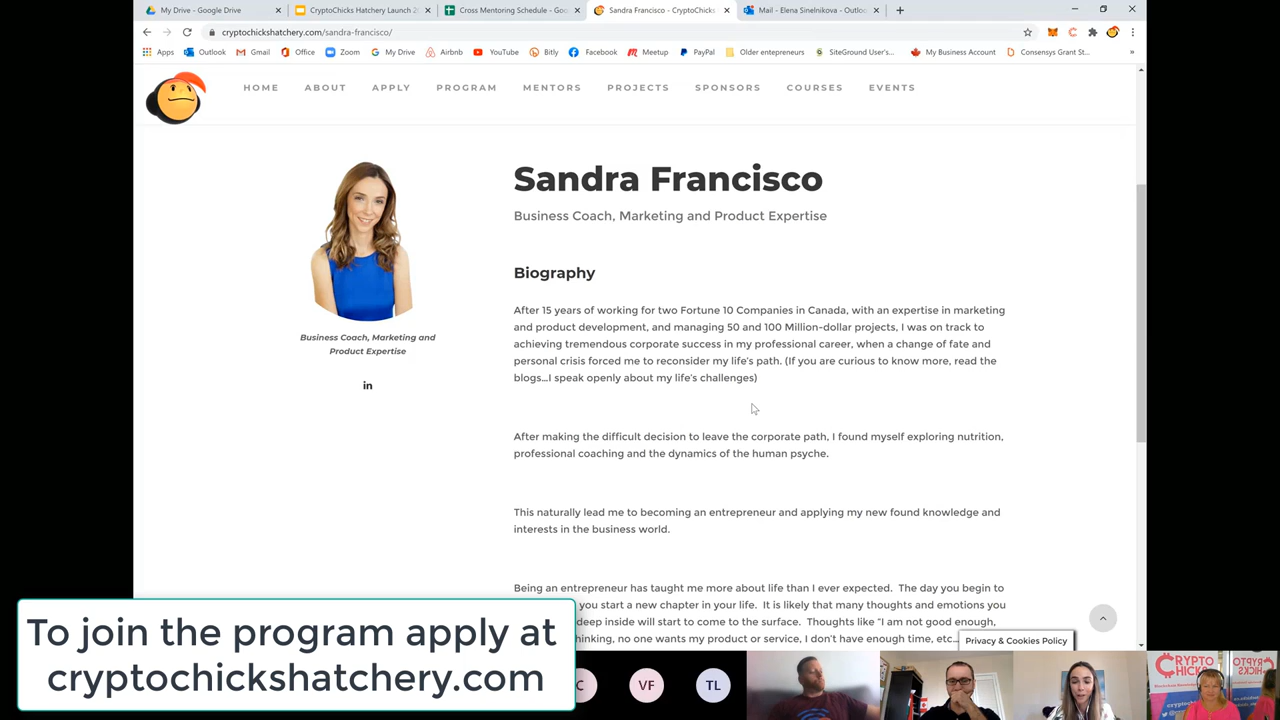 My Drive - Google Drive
CryptoChicks Hatchery Launch 2
Cross Mentoring Schedule - Goo
Sandra Francisco - CryptoChicks
Mail - Elena Sinelnikova - Outloo
cryptochickshatchery.com/sandra-francisco/
Apps Outlook Gmail Office Zoom My Drive Airbnb YouTube Bitly Facebook Meetup PayPal Older entepreneurs SiteGround User's... My Business Account Consensys Grant St...
HOME ABOUT APPLY PROGRAM MENTORS PROJECTS SPONSORS COURSES EVENTS
Sandra Francisco
Business Coach, Marketing and Product Expertise
Business Coach, Marketing and
Product Expertise
in
Biography
After 15 years of working for two Fortune 10 Companies in Canada, with an expertise in marketing
and product development, and managing 50 and 100 Million-dollar projects, I was on track to
achieving tremendous corporate success in my professional career, when a change of fate and
personal crisis forced me to reconsider my life's path. (If you are curious to know more, read the
blogs...I speak openly about my life's challenges)
After making the difficult decision to leave the corporate path, I found myself exploring nutrition,
professional coaching and the dynamics of the human psyche.
This naturally lead me to becoming an entrepreneur and applying my new found knowledge and
interests in the business world.
Being an entrepreneur has taught me more about life than I ever expected. The day you begin to
you start a new chapter in your life. It is likely that many thoughts and emotions you
deep inside will start to come to the surface. Thoughts like "I am not good enough,
thinking, no one wants my product or service, I don't have enough time, etc...
Privacy & Cookies Policy
To join the program apply at
cryptochickshatchery.com
C
VF
TL
CRYPTO
CHICKS